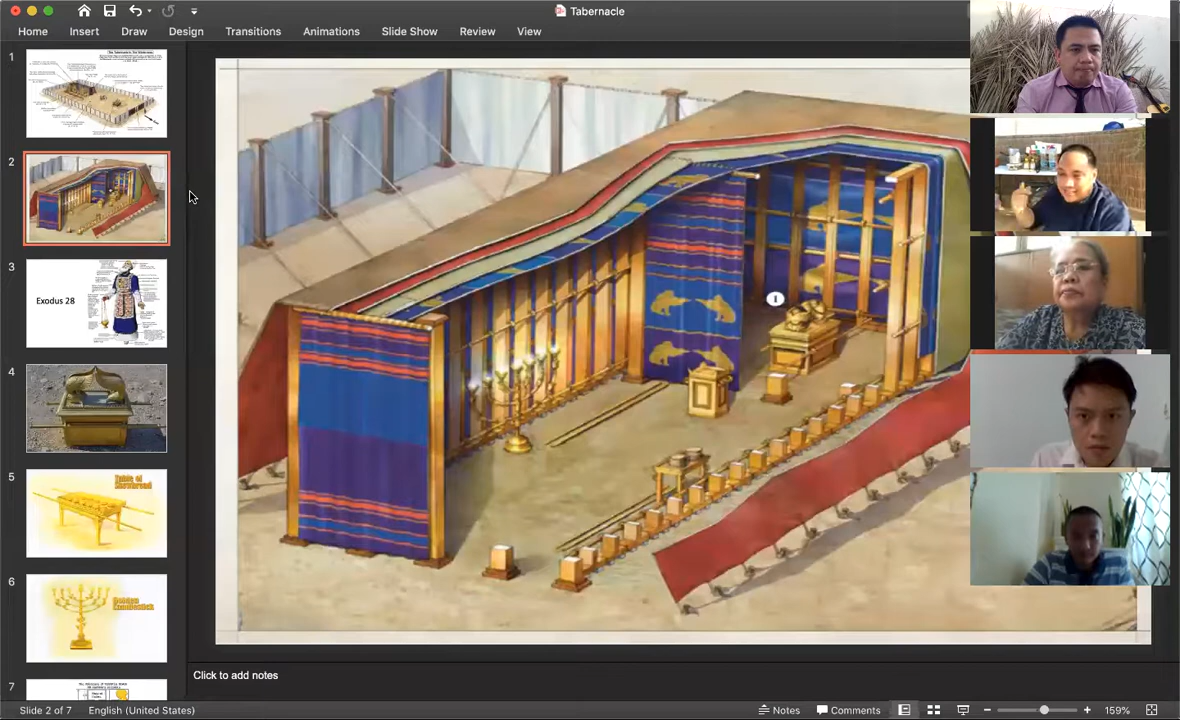 Tabernacle
Home Insert Draw Design Transitions Animations Slide Show Review View
1
2
3
Exodus 28
4
5
Table of
Showbread
6
Golden
Candlestick
7
1
Click to add notes
Slide 2 of 7 English (United States) Notes Comments 159%